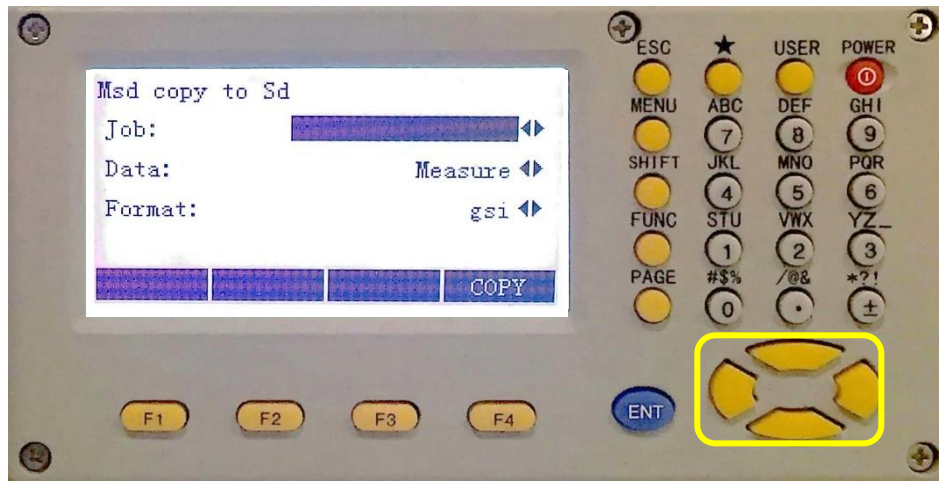 Msd copy to Sd
Job:
Data: Measure
Format: gsi
COPY
F1 F2 F3 F4
ESC ★ USER POWER
MENU ABC DEF GHI
7 8 9
SHIFT JKL MNO PQR
4 5 6
FUNC STU VWX YZ_
1 2 3
PAGE #$% /@& *?!
0 . ±
ENT